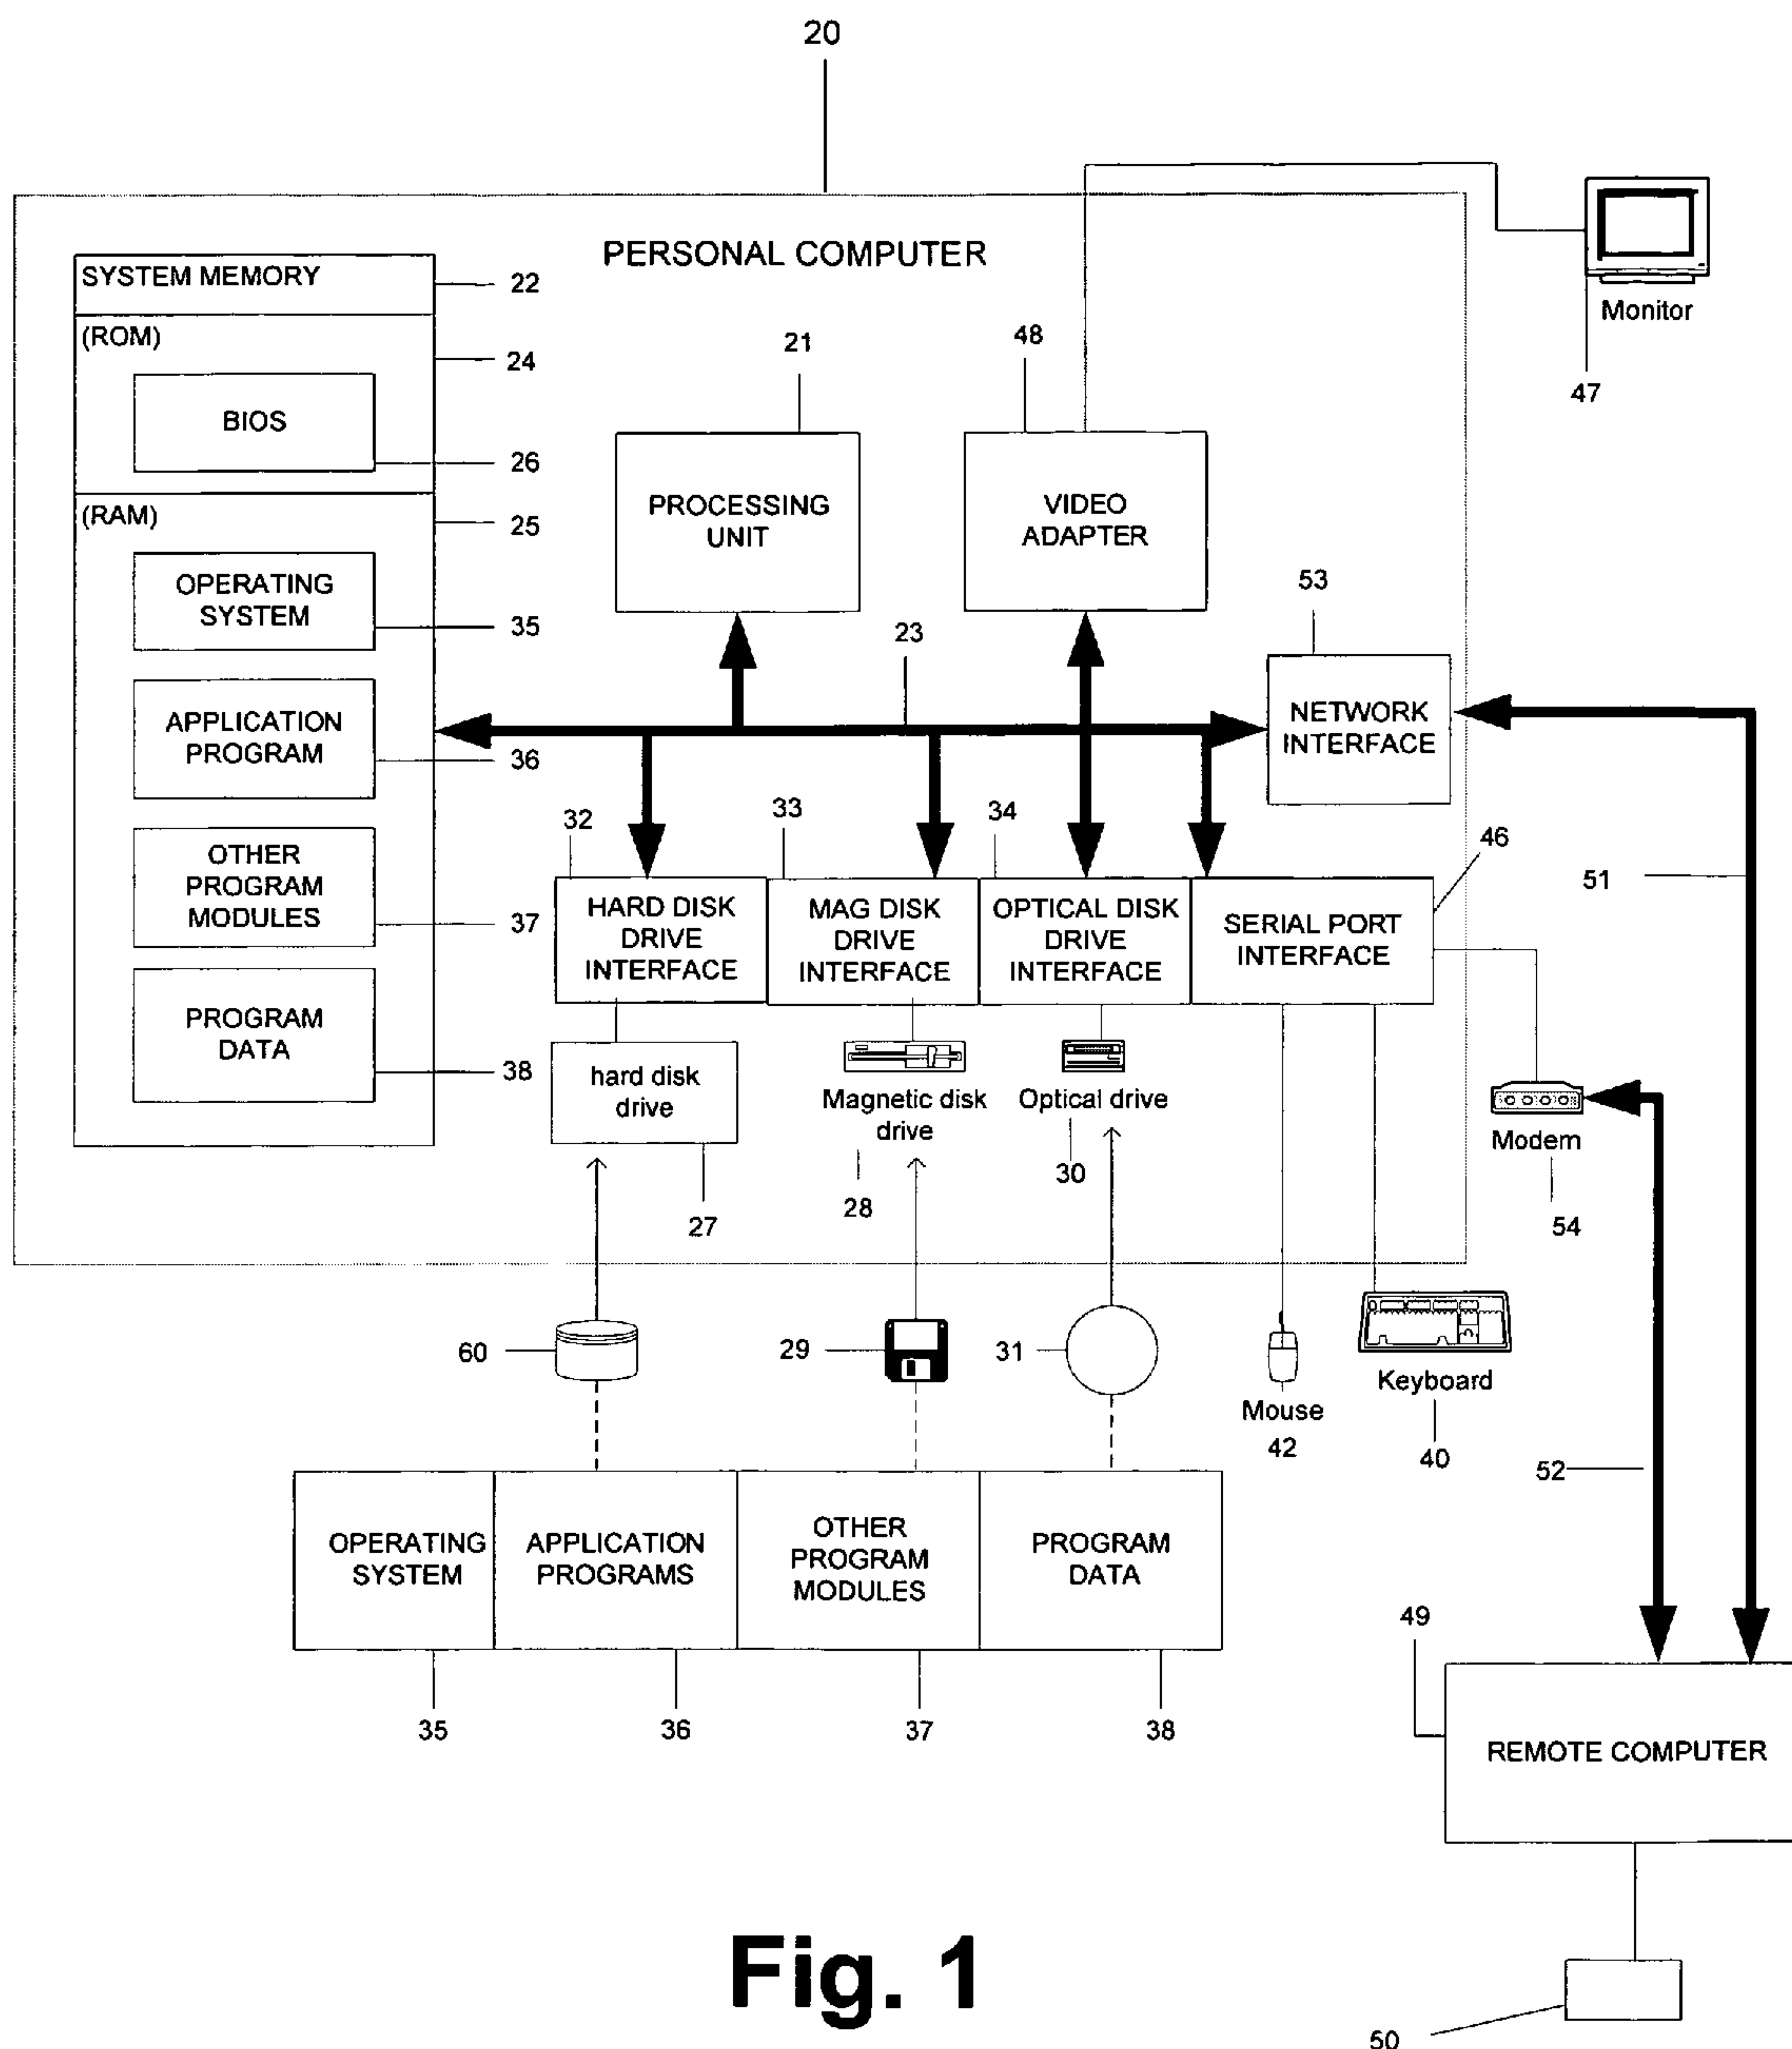 20
PERSONAL COMPUTER
SYSTEM MEMORY
22
(ROM)
24
BIOS
26
(RAM)
25
OPERATING
SYSTEM
35
APPLICATION
PROGRAM
36
OTHER
PROGRAM
MODULES
37
PROGRAM
DATA
38
21
PROCESSING
UNIT
48
VIDEO
ADAPTER
Monitor
47
23
53
NETWORK
INTERFACE
32
HARD DISK
DRIVE
INTERFACE
33
MAG DISK
DRIVE
INTERFACE
34
OPTICAL DISK
DRIVE
INTERFACE
46
SERIAL PORT
INTERFACE
51
hard disk
drive
27
Magnetic disk
drive
28
Optical drive
30
Modem
54
60
29
31
Mouse
42
Keyboard
40
52
OPERATING
SYSTEM
APPLICATION
PROGRAMS
OTHER
PROGRAM
MODULES
PROGRAM
DATA
35
36
37
38
49
REMOTE COMPUTER
50
Fig. 1